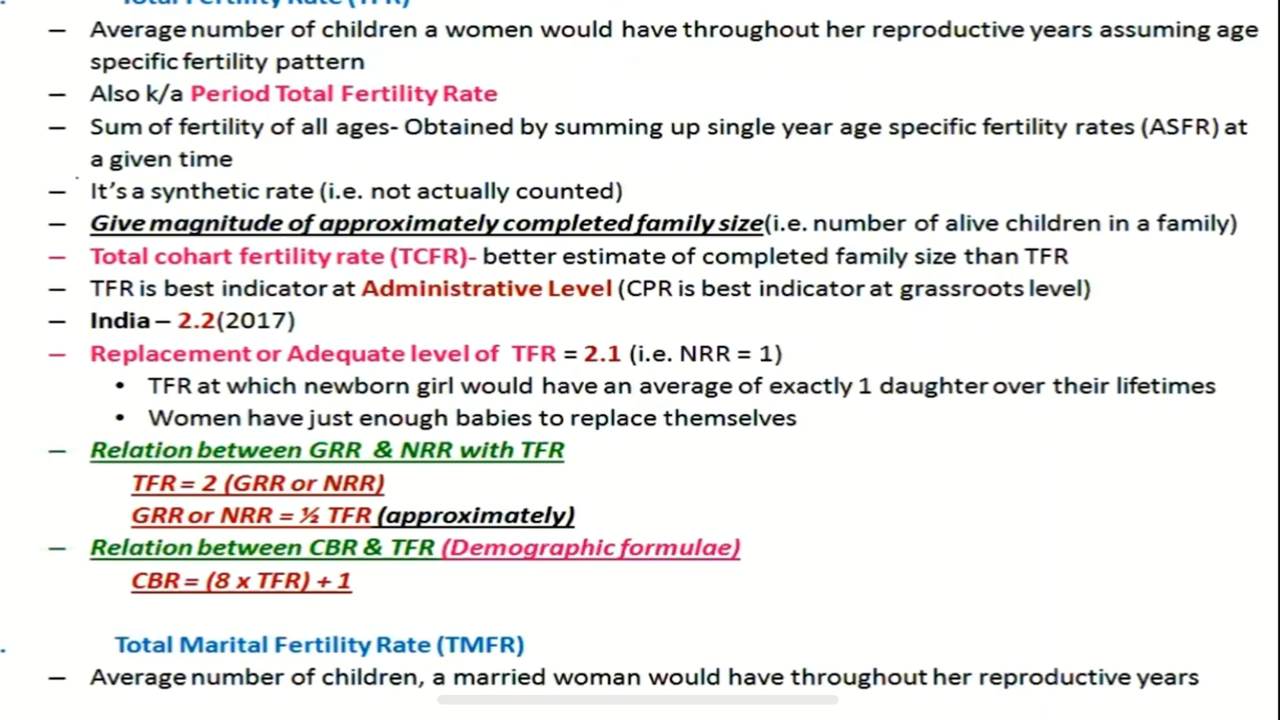 Total Fertility Rate (TFR)
– Average number of children a women would have throughout her reproductive years assuming age
specific fertility pattern
– Also k/a Period Total Fertility Rate
– Sum of fertility of all ages- Obtained by summing up single year age specific fertility rates (ASFR) at
a given time
– It's a synthetic rate (i.e. not actually counted)
– Give magnitude of approximately completed family size(i.e. number of alive children in a family)
– Total cohart fertility rate (TCFR)- better estimate of completed family size than TFR
– TFR is best indicator at Administrative Level (CPR is best indicator at grassroots level)
– India – 2.2(2017)
– Replacement or Adequate level of TFR = 2.1 (i.e. NRR = 1)
• TFR at which newborn girl would have an average of exactly 1 daughter over their lifetimes
• Women have just enough babies to replace themselves
– Relation between GRR & NRR with TFR
TFR = 2 (GRR or NRR)
GRR or NRR = ½ TFR (approximately)
– Relation between CBR & TFR (Demographic formulae)
CBR = (8 x TFR) + 1
. Total Marital Fertility Rate (TMFR)
– Average number of children, a married woman would have throughout her reproductive years